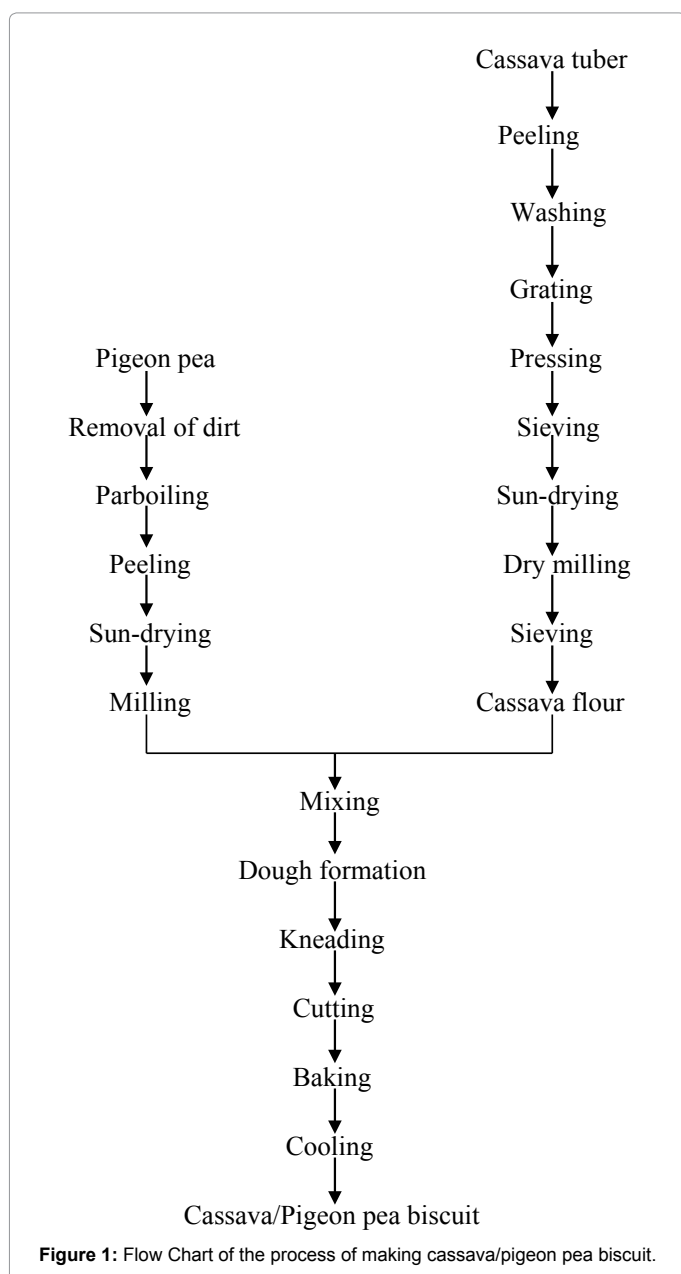 Cassava tuber
Peeling
Washing
Grating
Pigeon pea
Pressing
Removal of dirt
Sieving
Parboiling
Sun-drying
Peeling
Dry milling
Sun-drying
Sieving
Milling
Cassava flour
Mixing
Dough formation
Kneading
Cutting
Baking
Cooling
Cassava/Pigeon pea biscuit
Figure 1: Flow Chart of the process of making cassava/pigeon pea biscuit.